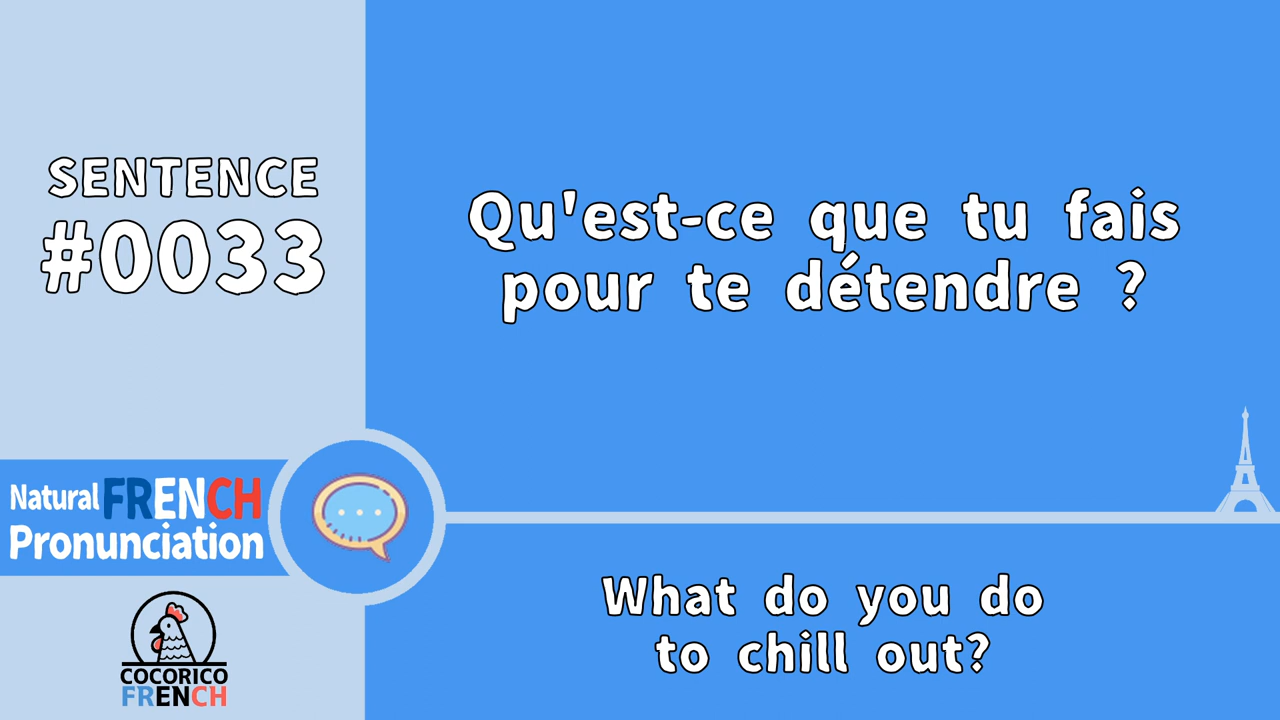 SENTENCE
#0033
Qu'est-ce que tu fais
pour te détendre ?
Natural FRENCH
Pronunciation
What do you do
to chill out?
COCORICO
FRENCH